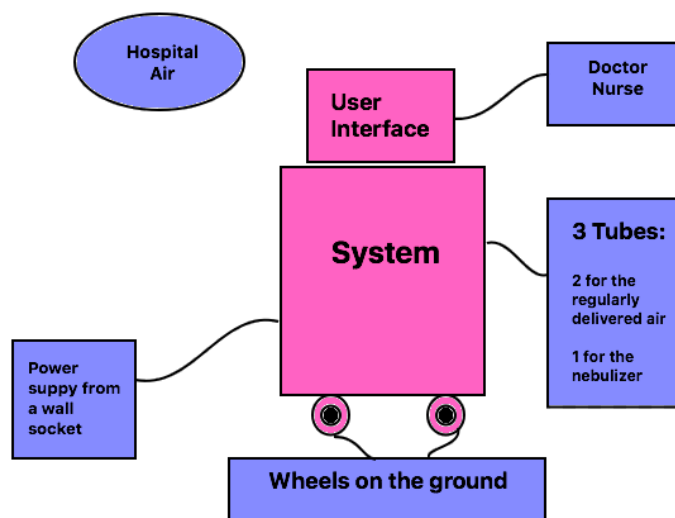 Hospital
Air
User
Interface
Doctor
Nurse
System
3 Tubes:
2 for the
regularly
delivered air
1 for the
nebulizer
Power
suppy from
a wall
socket
Wheels on the ground